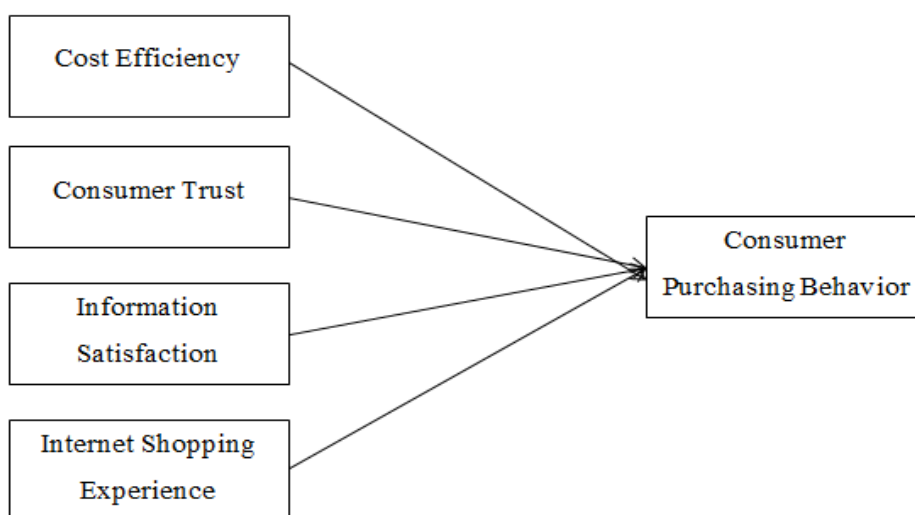 Cost Efficiency
Consumer Trust
Information
Satisfaction
Internet Shopping
Experience
Consumer
Purchasing Behavior